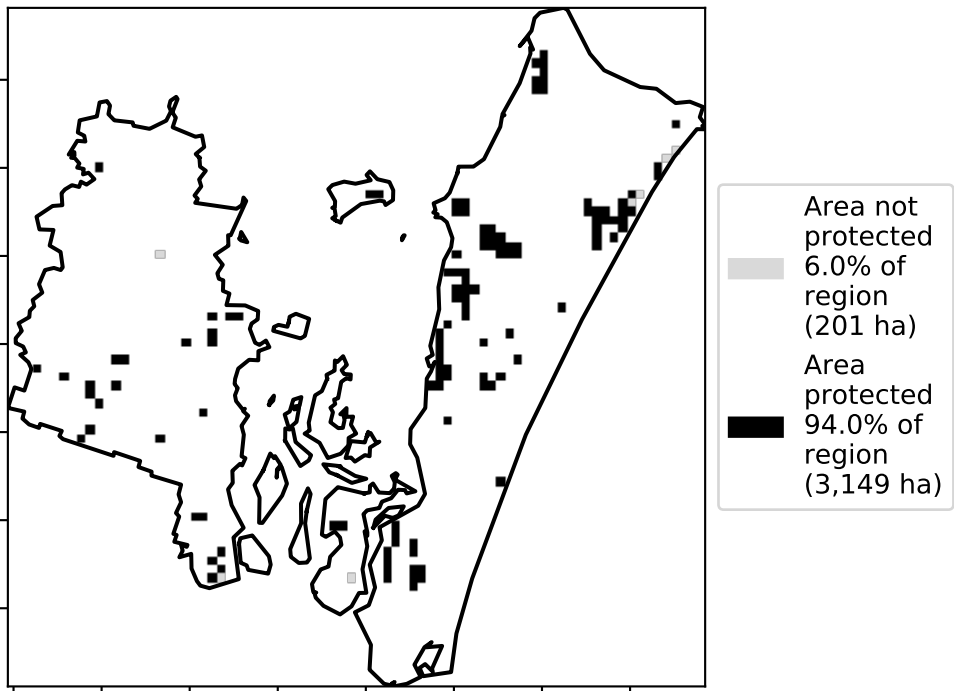 Area not
protected
6.0% of
region
(201 ha)
Area
protected
94.0% of
region
(3,149 ha)